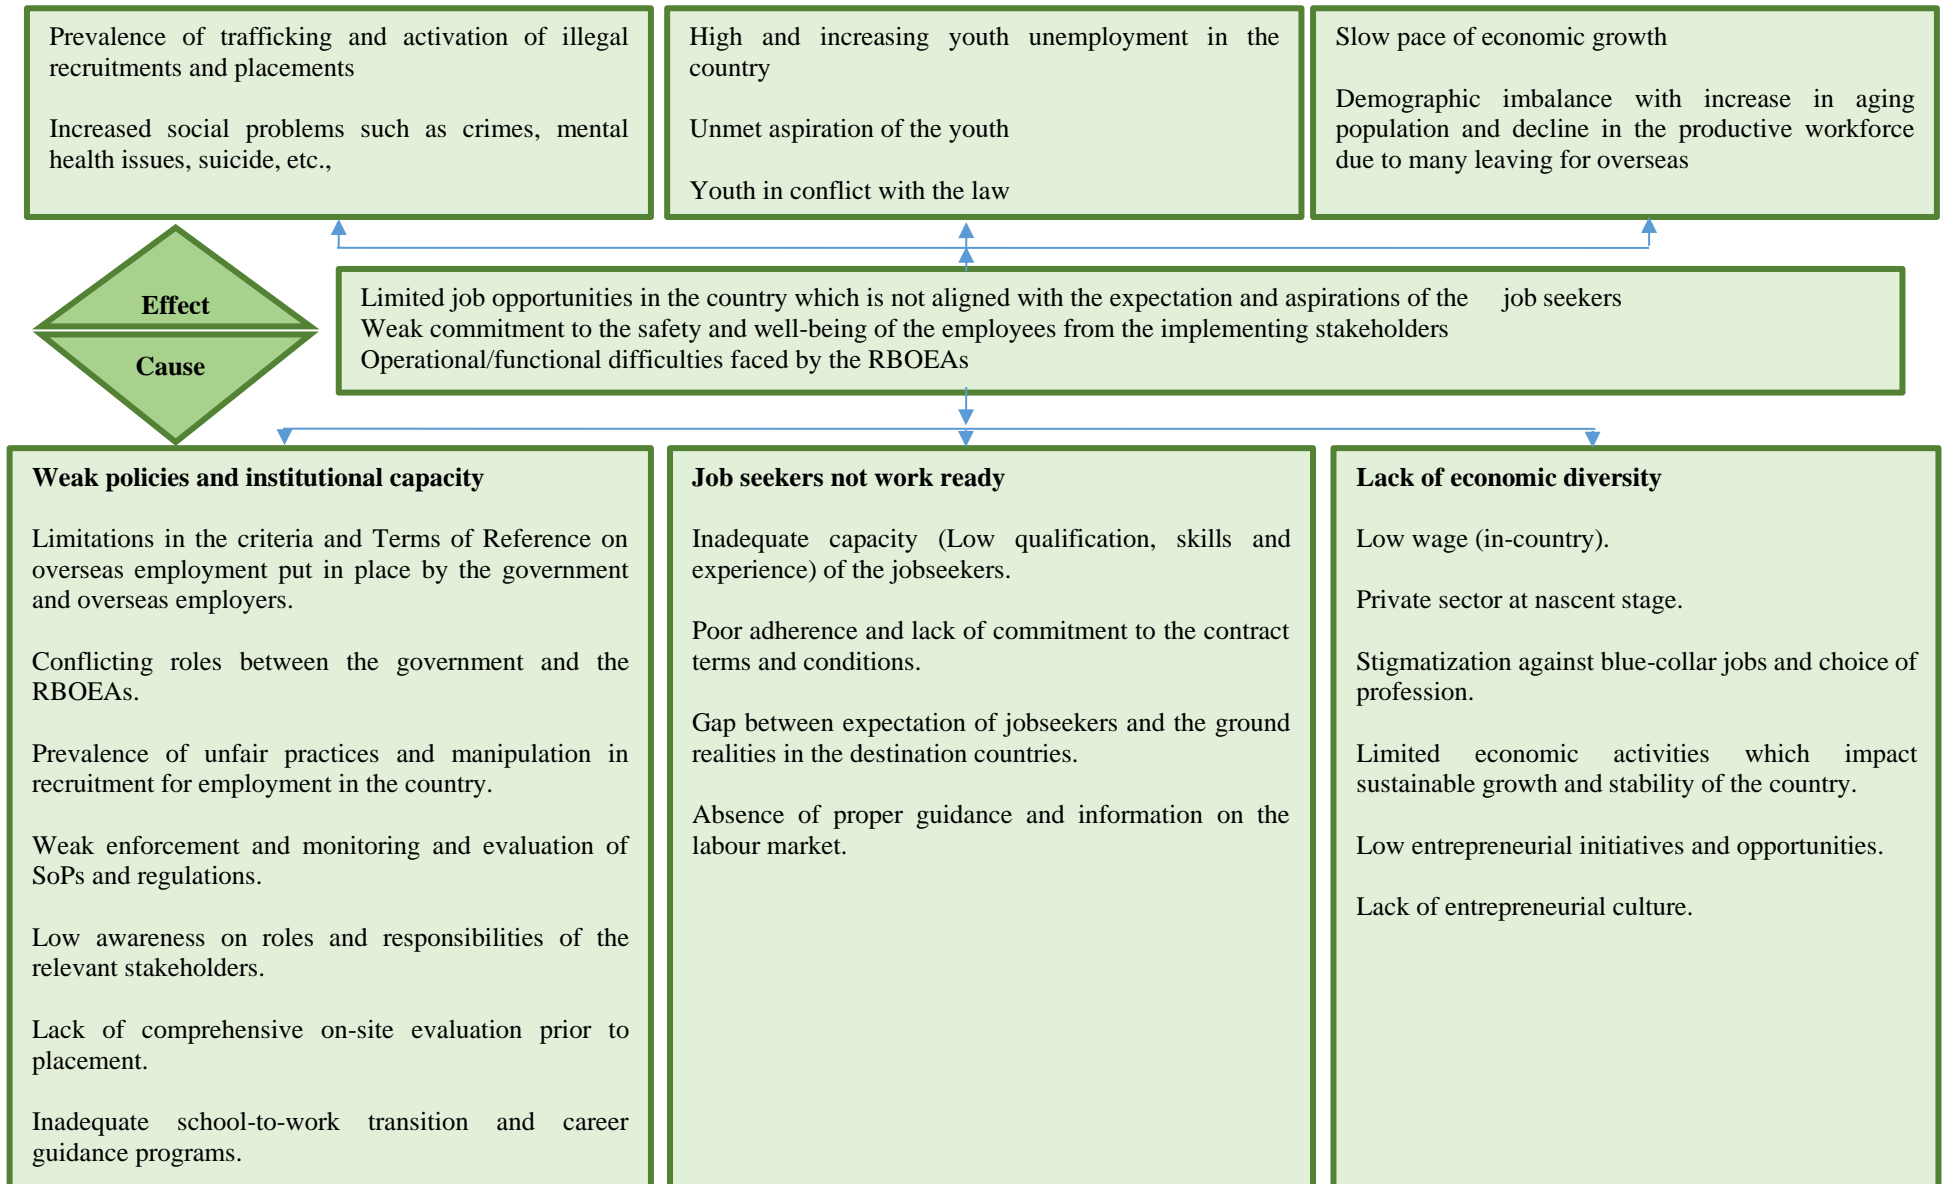 Prevalence of trafficking and activation of illegal
recruitments and placements
Increased social problems such as crimes, mental
health issues, suicide, etc.,
High and increasing youth unemployment in the
country
Unmet aspiration of the youth
Youth in conflict with the law
Slow pace of economic growth
Demographic imbalance with increase in aging
population and decline in the productive workforce
due to many leaving for overseas
Effect
Cause
Limited job opportunities in the country which is not aligned with the expectation and aspirations of the job seekers
Weak commitment to the safety and well-being of the employees from the implementing stakeholders
Operational/functional difficulties faced by the RBOEAs
Weak policies and institutional capacity
Limitations in the criteria and Terms of Reference on
overseas employment put in place by the government
and overseas employers.
Conflicting roles between the government and the
RBOEAs.
Prevalence of unfair practices and manipulation in
recruitment for employment in the country.
Weak enforcement and monitoring and evaluation of
SoPs and regulations.
Low awareness on roles and responsibilities of the
relevant stakeholders.
Lack of comprehensive on-site evaluation prior to
placement.
Inadequate school-to-work transition and career
guidance programs.
Job seekers not work ready
Inadequate capacity (Low qualification, skills and
experience) of the jobseekers.
Poor adherence and lack of commitment to the contract
terms and conditions.
Gap between expectation of jobseekers and the ground
realities in the destination countries.
Absence of proper guidance and information on the
labour market.
Lack of economic diversity
Low wage (in-country).
Private sector at nascent stage.
Stigmatization against blue-collar jobs and choice of
profession.
Limited economic activities which impact
sustainable growth and stability of the country.
Low entrepreneurial initiatives and opportunities.
Lack of entrepreneurial culture.